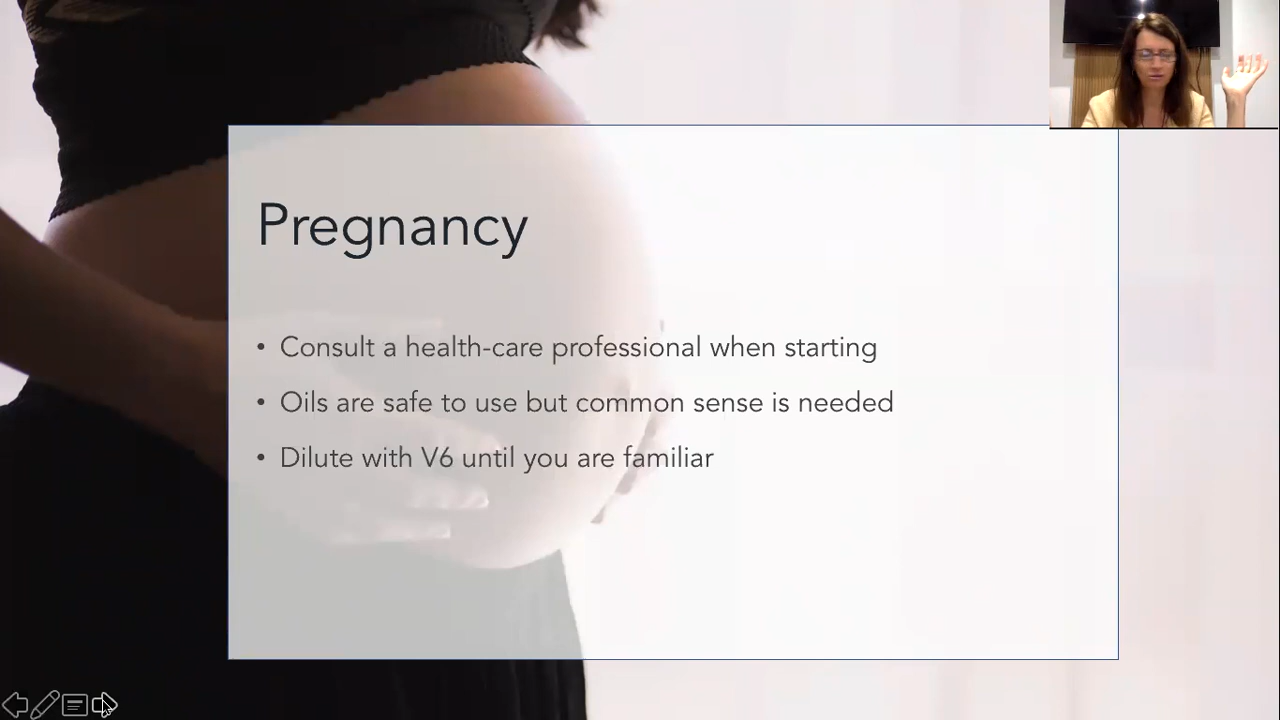 Pregnancy
• Consult a health-care professional when starting
• Oils are safe to use but common sense is needed
• Dilute with V6 until you are familiar